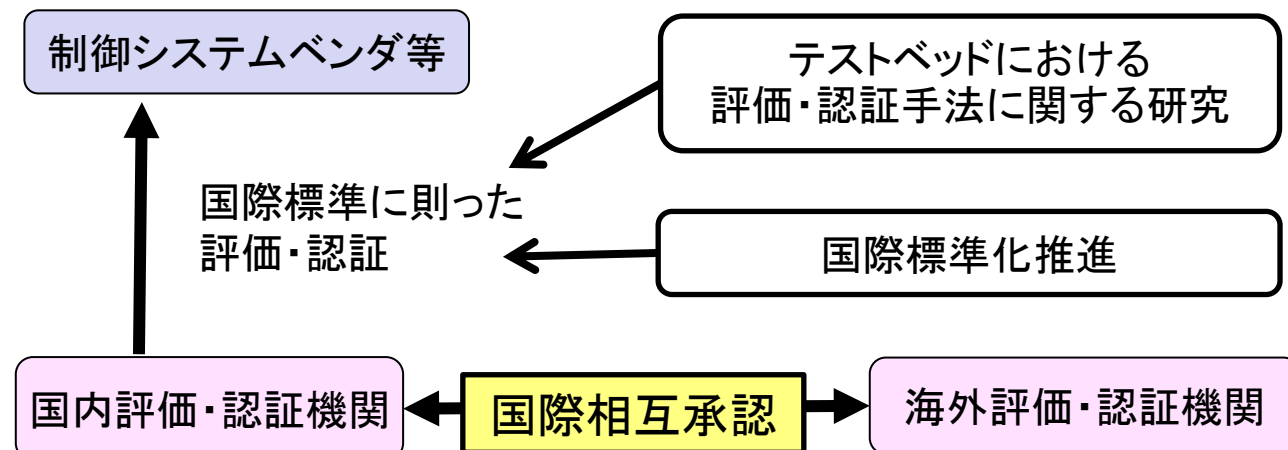 制御システムベンダ等
テストベッドにおける
評価・認証手法に関する研究
国際標準に則った
評価・認証
国際標準化推進
国内評価・認証機関
国際相互承認
海外評価・認証機関